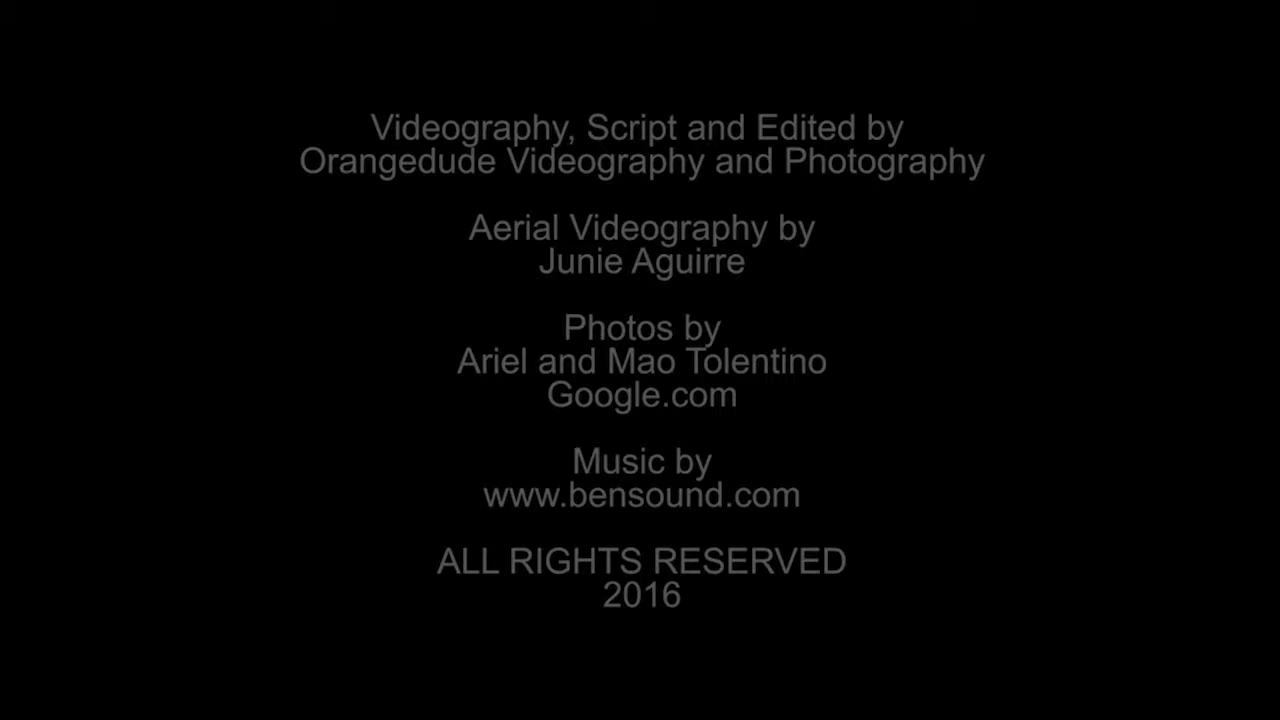 Videography, Script and Edited by
Orangedude Videography and Photography
Aerial Videography by
Junie Aguirre
Photos by
Ariel and Mao Tolentino
Google.com
Music by
www.bensound.com
ALL RIGHTS RESERVED
2016